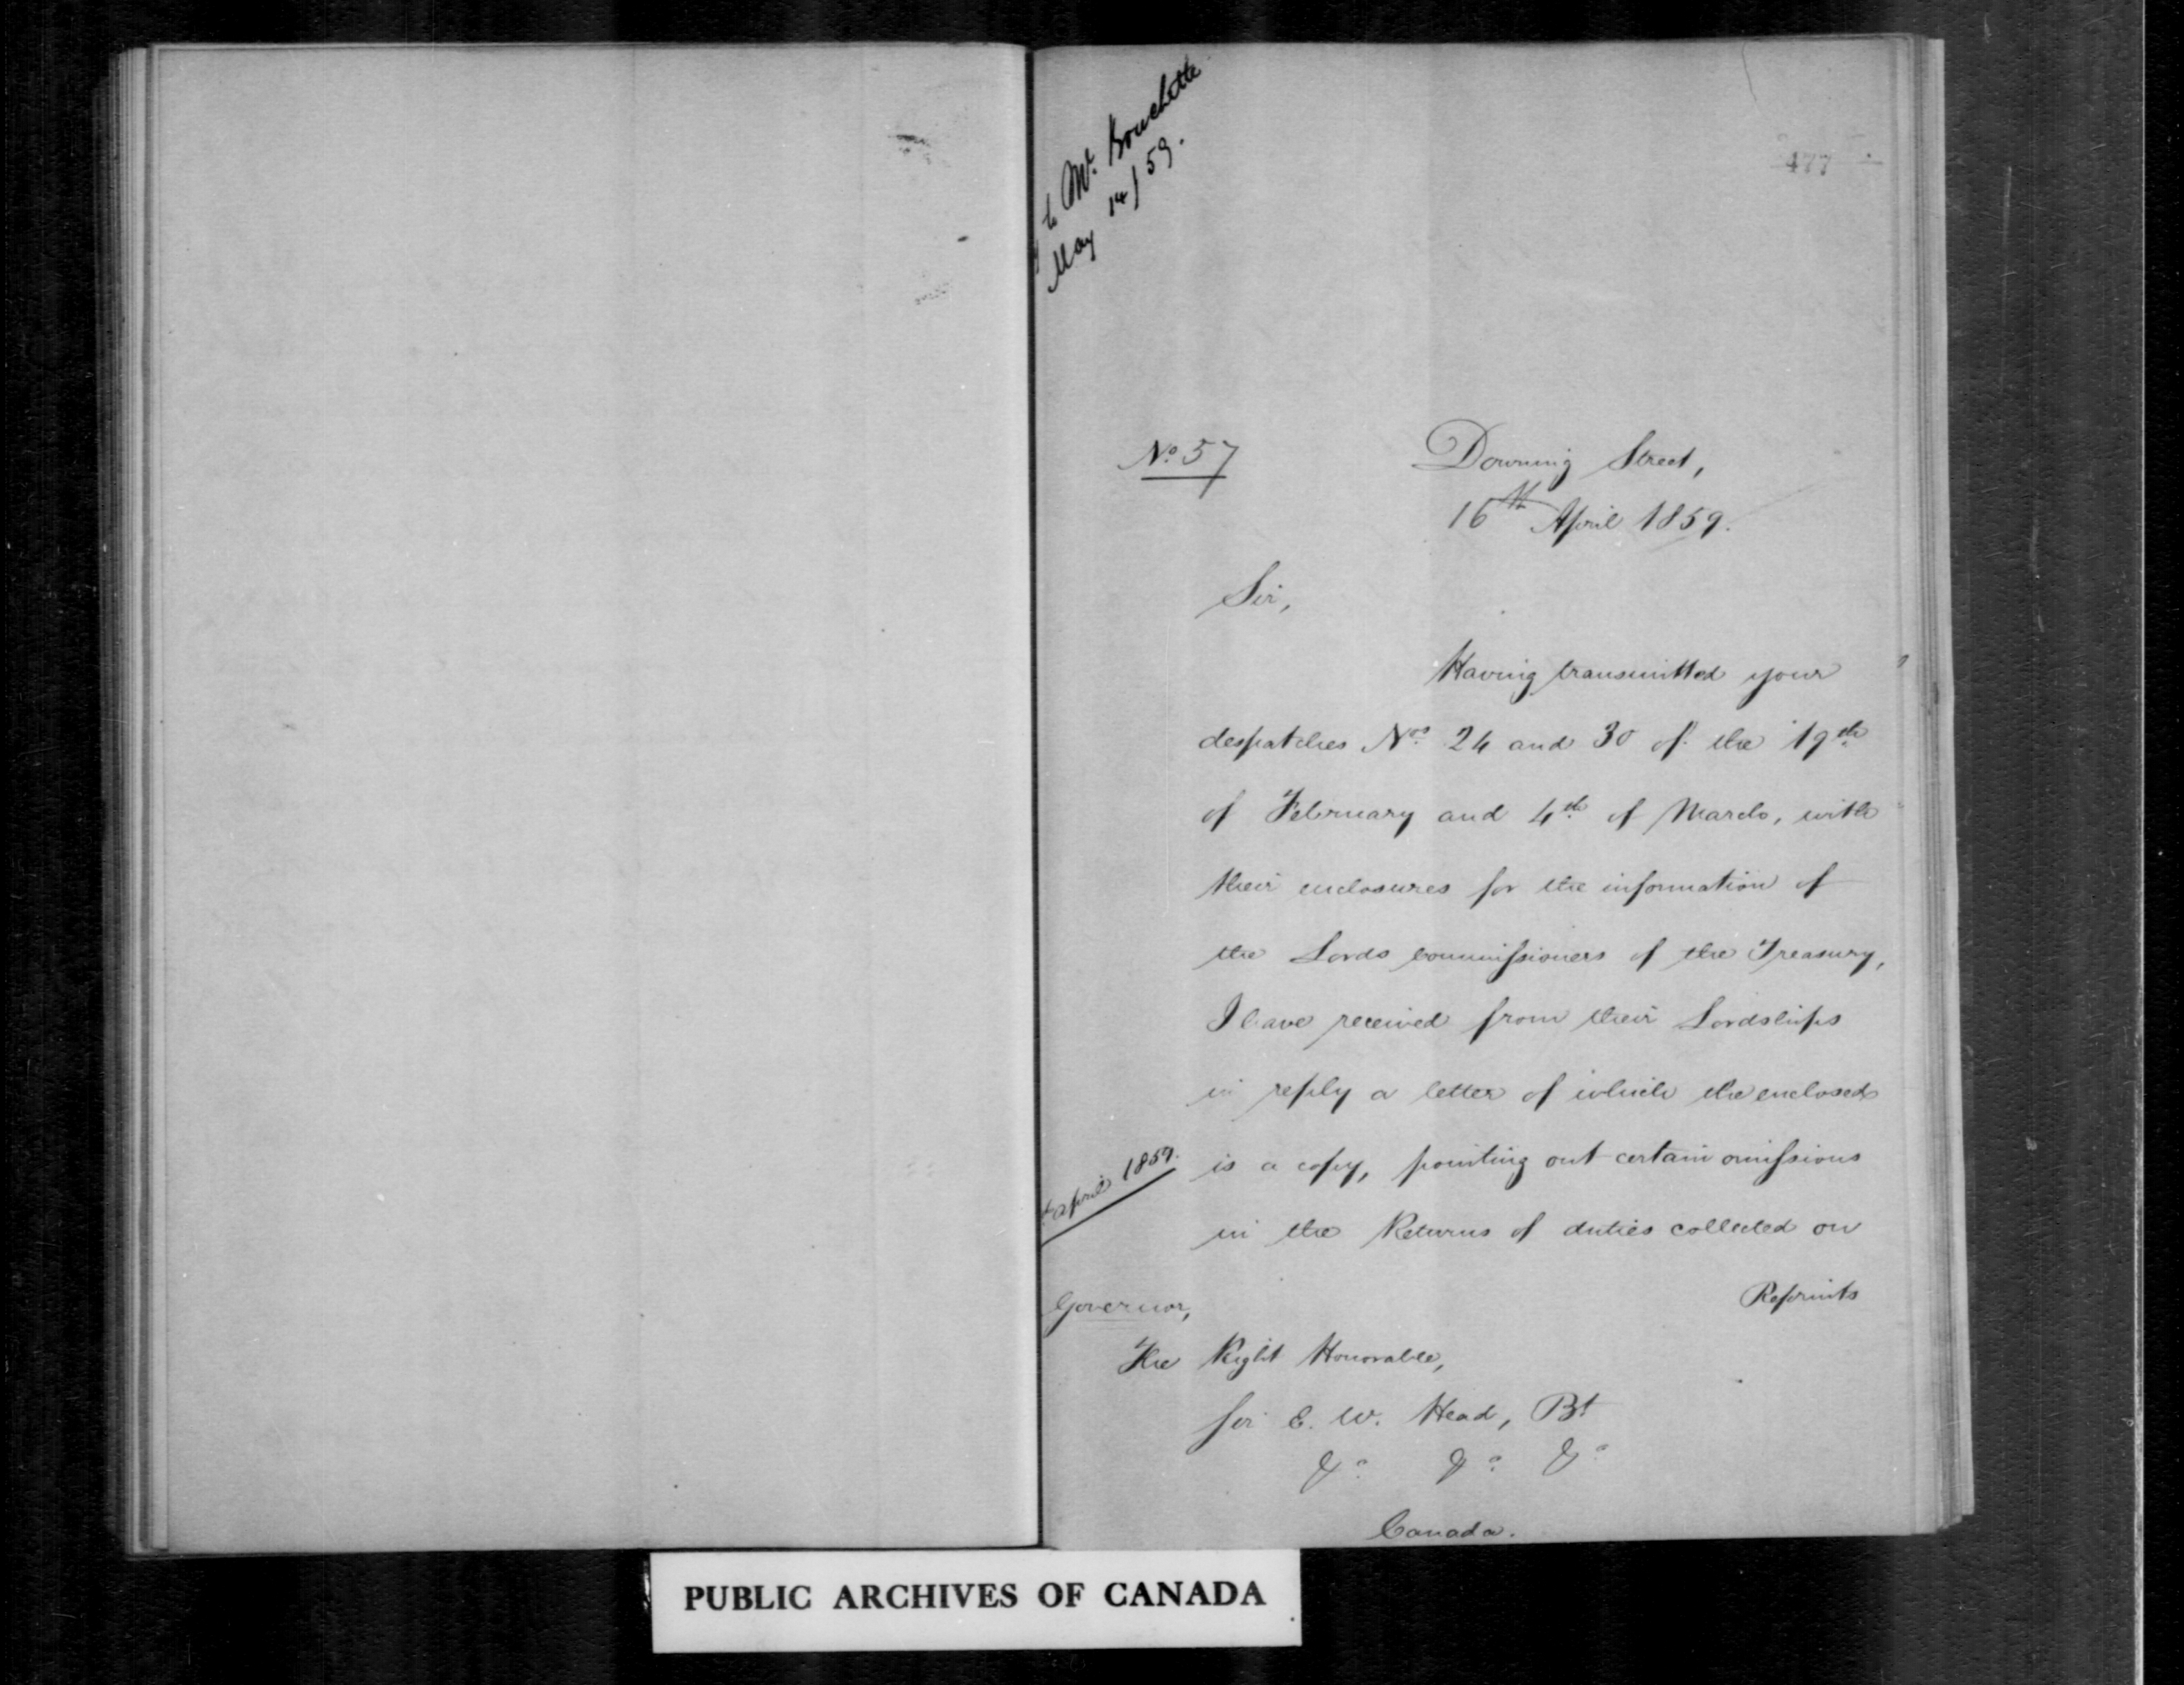 to Mr. Bouchette
May 14/59.
477
No. 57
Downing Street,
16th April 1859.
Sir,
Having transmitted your
despatches Nos. 24 and 30 of the 19th
of February and 4th of March, with
their enclosures for the information of
the Lords Commissioners of the Treasury,
I have received from their Lordships
in reply a letter of which the enclosed
is a copy, pointing out certain omissions
April 1859.
in the Returns of duties collected on
Reprints
Governor,
The Right Honorable,
Sir E. W. Head, Bt
&c. &c. &c.
Canada.
PUBLIC ARCHIVES OF CANADA